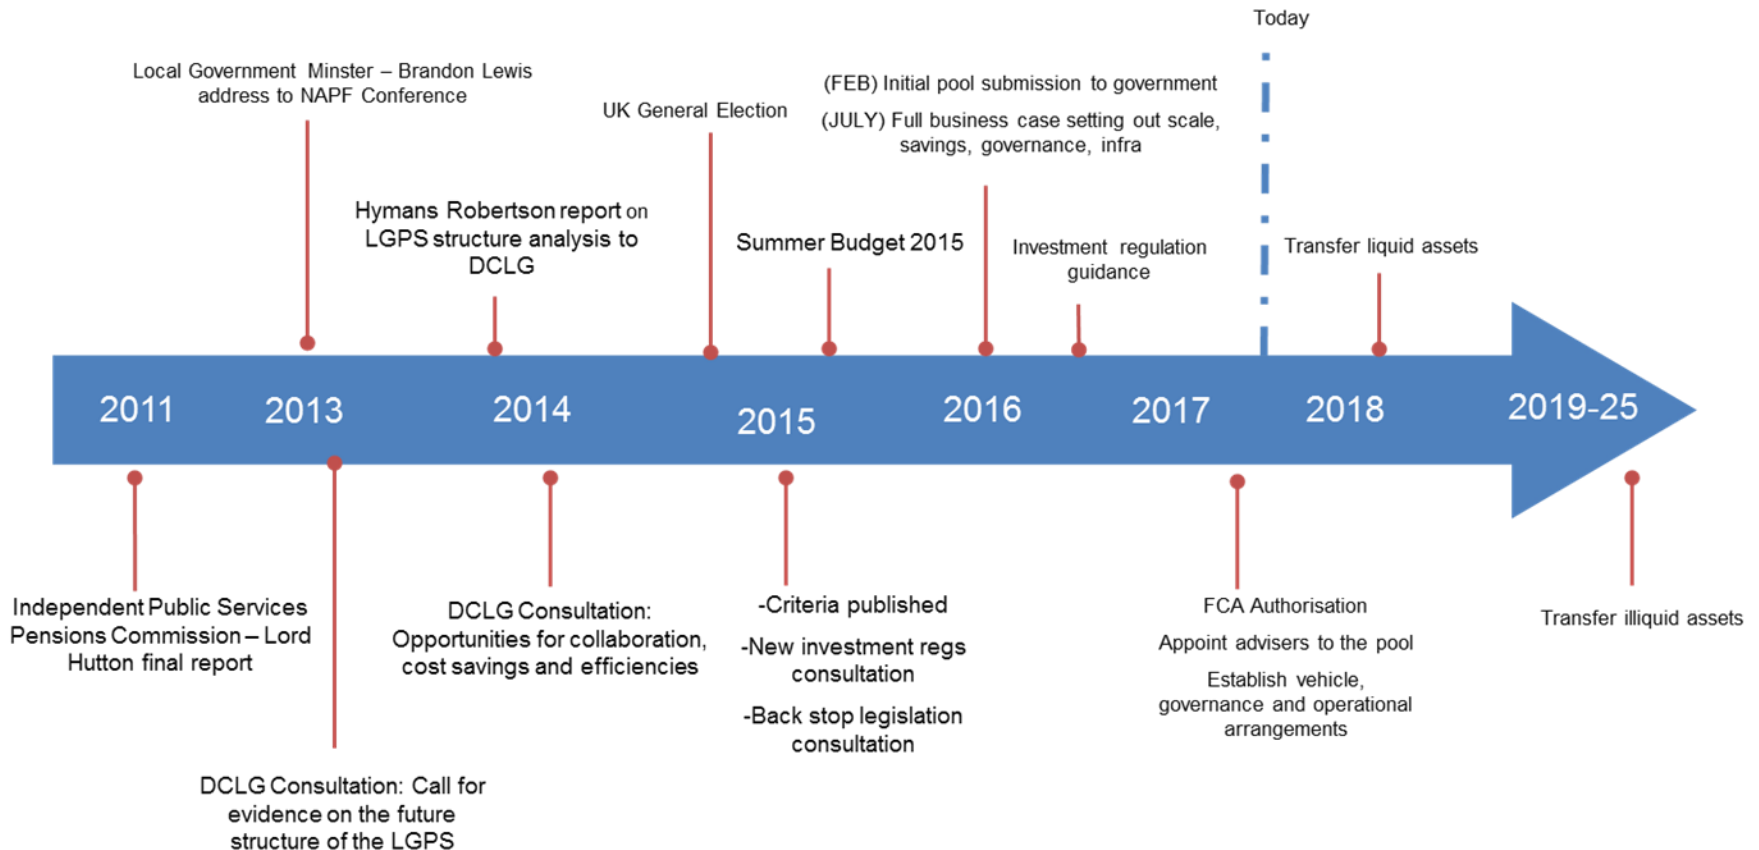 Today
Local Government Minster – Brandon Lewis
address to NAPF Conference
UK General Election
(FEB) Initial pool submission to government
(JULY) Full business case setting out scale,
savings, governance, infra
Hymans Robertson report on
LGPS structure analysis to
DCLG
Summer Budget 2015
Investment regulation
guidance
Transfer liquid assets
2011
2013
2014
2015
2016
2017
2018
2019-25
Independent Public Services
Pensions Commission – Lord
Hutton final report
DCLG Consultation: Call for
evidence on the future
structure of the LGPS
DCLG Consultation:
Opportunities for collaboration,
cost savings and efficiencies
-Criteria published
-New investment regs
consultation
-Back stop legislation
consultation
FCA Authorisation
Appoint advisers to the pool
Establish vehicle,
governance and operational
arrangements
Transfer illiquid assets